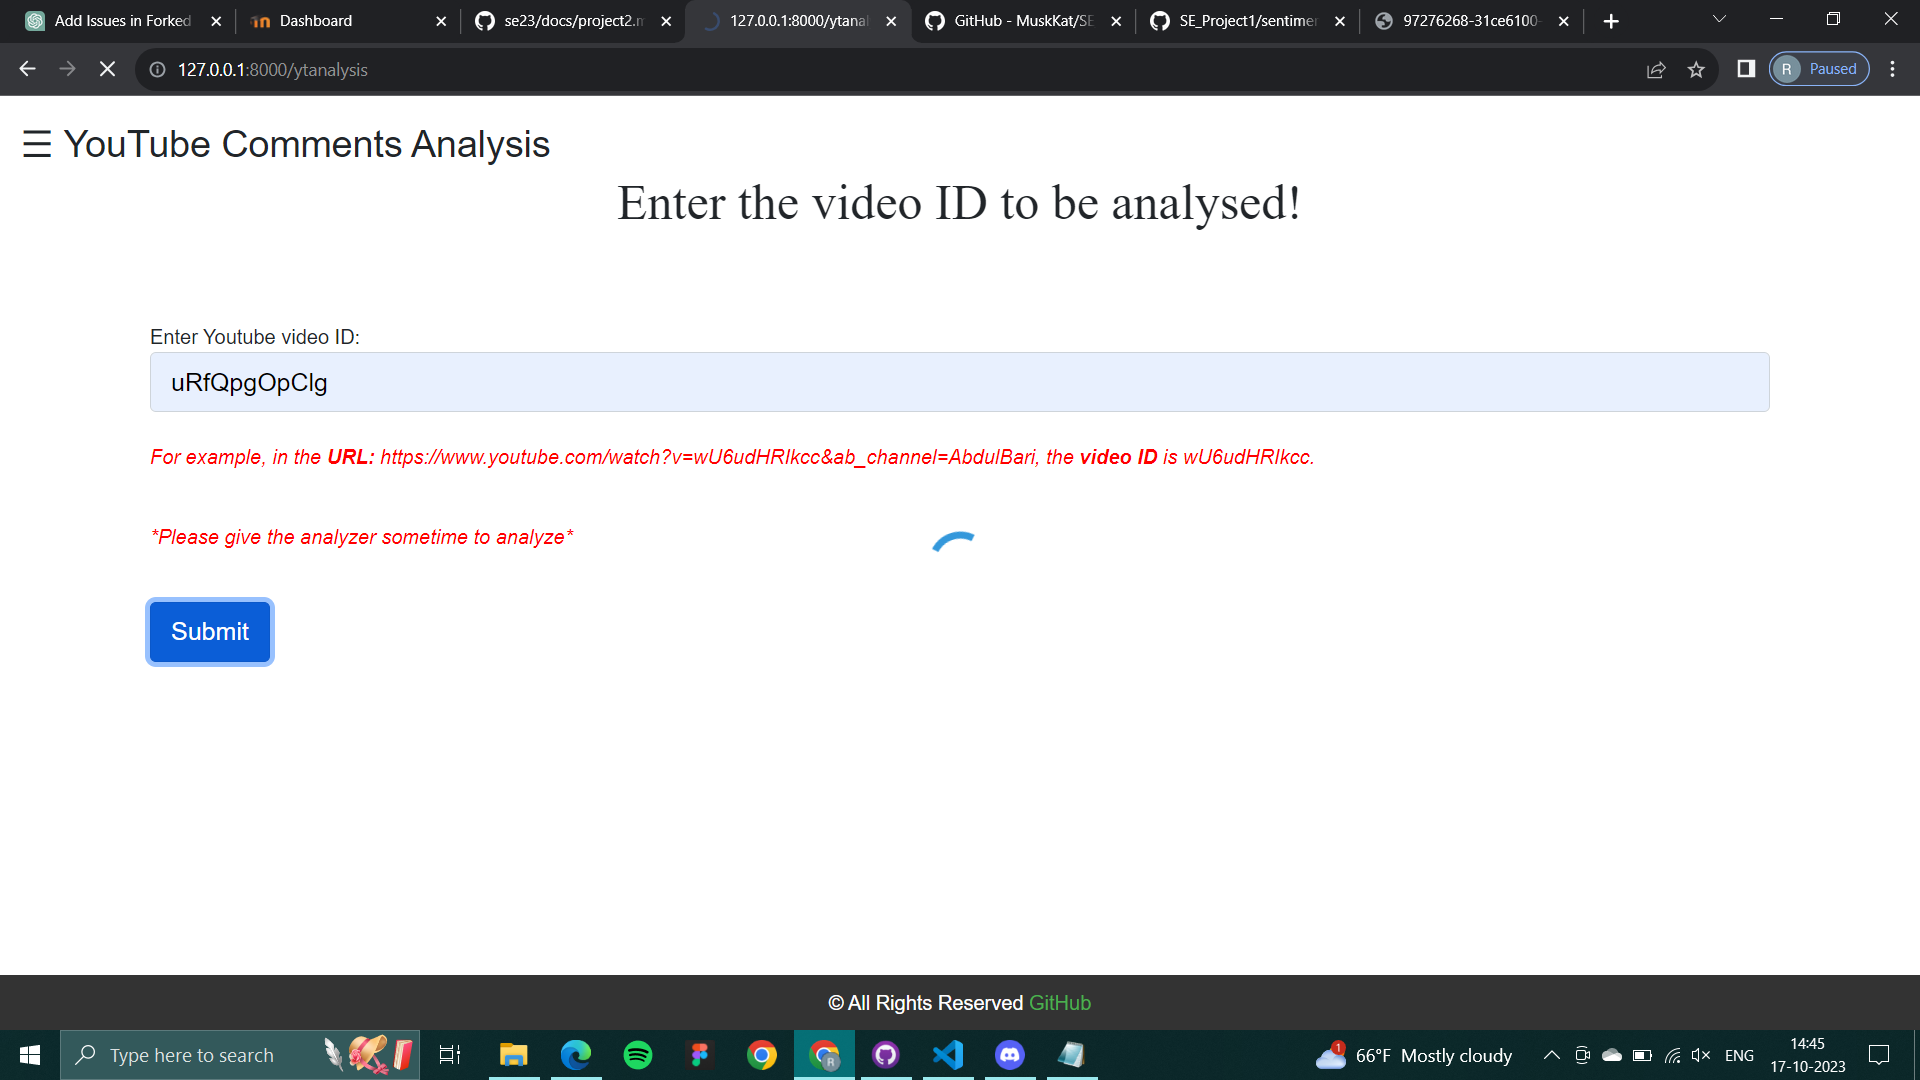 Add Issues in Forked
Dashboard
se23/docs/project2.m
127.0.0.1:8000/ytanal
GitHub - MuskKat/SE
SE_Project1/sentimen
97276268-31ce6100-
127.0.0.1:8000/ytanalysis
R Paused
☰ YouTube Comments Analysis
Enter the video ID to be analysed!
Enter Youtube video ID:
uRfQpgOpClg
For example, in the URL: https://www.youtube.com/watch?v=wU6udHRIkcc&ab_channel=AbdulBari, the video ID is wU6udHRIkcc.
*Please give the analyzer sometime to analyze*
Submit
© All Rights Reserved GitHub
Type here to search
R
1
66°F Mostly cloudy
ENG
14:45
17-10-2023